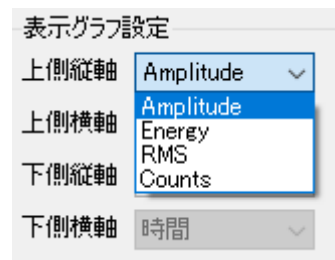 表示グラフ設定
上側縦軸 Amplitude
上側横軸 Amplitude
Energy
下側縦軸 RMS
Counts
下側横軸 時間